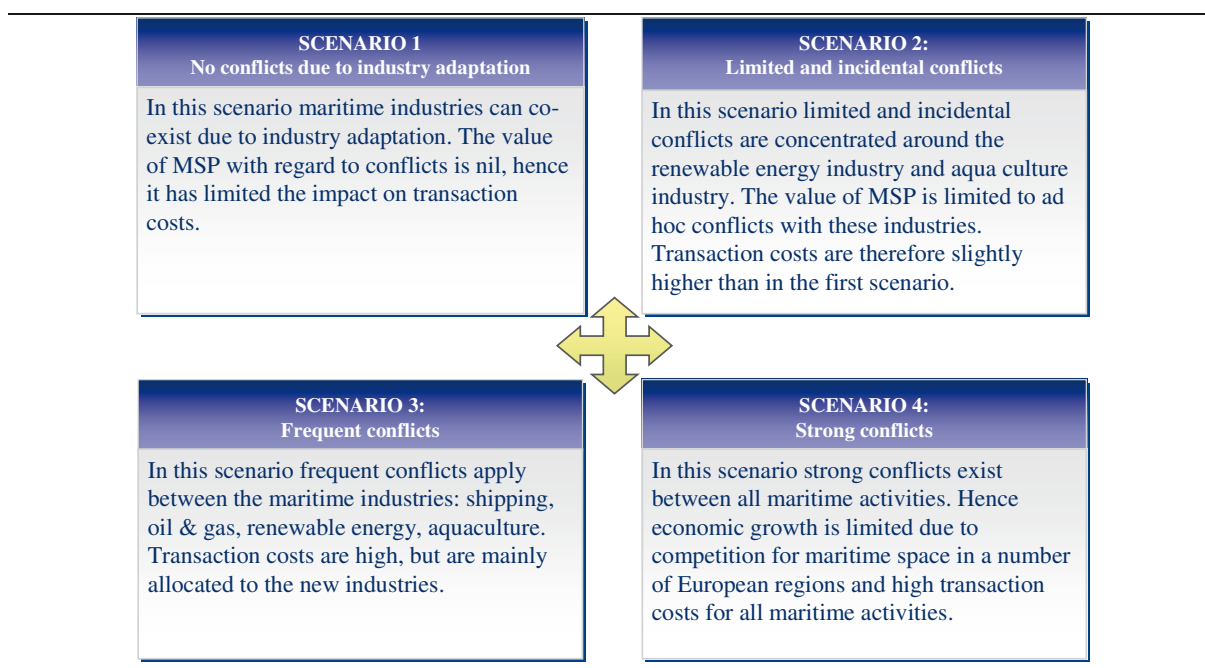 SCENARIO 1
No conflicts due to industry adaptation
In this scenario maritime industries can co-
exist due to industry adaptation. The value
of MSP with regard to conflicts is nil, hence
it has limited the impact on transaction
costs.
SCENARIO 2:
Limited and incidental conflicts
In this scenario limited and incidental
conflicts are concentrated around the
renewable energy industry and aqua culture
industry. The value of MSP is limited to ad
hoc conflicts with these industries.
Transaction costs are therefore slightly
higher than in the first scenario.
SCENARIO 3:
Frequent conflicts
In this scenario frequent conflicts apply
between the maritime industries: shipping,
oil & gas, renewable energy, aquaculture.
Transaction costs are high, but are mainly
allocated to the new industries.
SCENARIO 4:
Strong conflicts
In this scenario strong conflicts exist
between all maritime activities. Hence
economic growth is limited due to
competition for maritime space in a number
of European regions and high transaction
costs for all maritime activities.